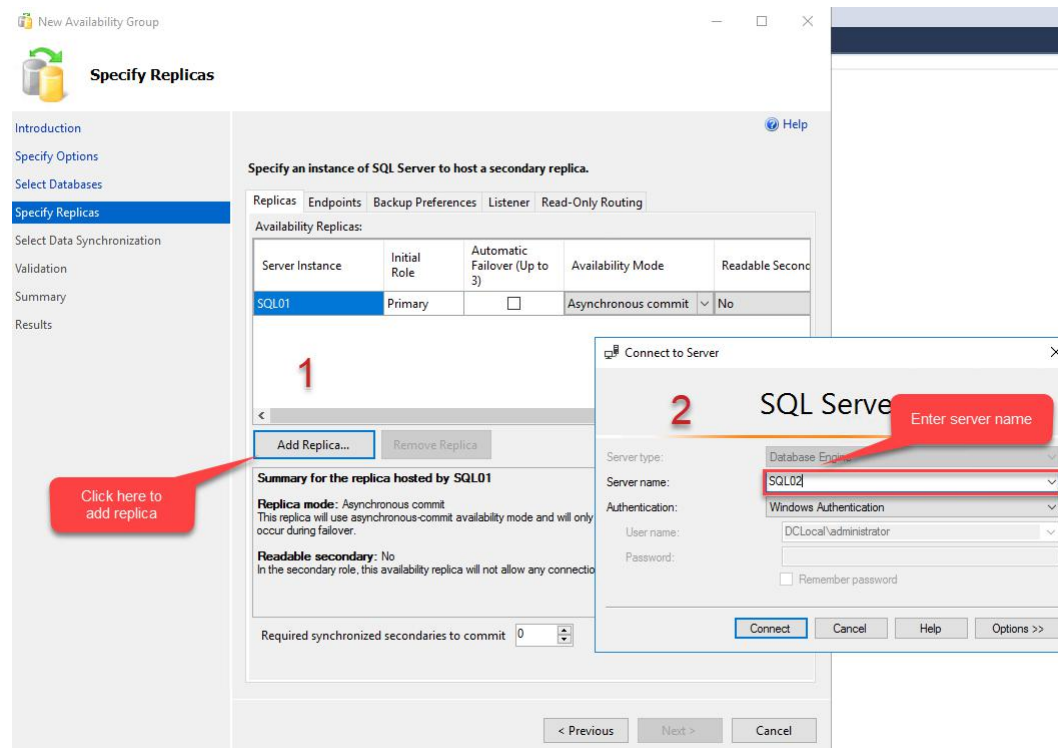 New Availability Group
Specify Replicas
Help
Introduction
Specify Options
Select Databases
Specify Replicas
Select Data Synchronization
Validation
Summary
Results
Specify an instance of SQL Server to host a secondary replica.
Replicas Endpoints Backup Preferences Listener Read-Only Routing
Availability Replicas:
Server Instance
Initial
Role
Automatic
Failover (Up to
3)
Availability Mode
Readable Second
SQL01 Primary Asynchronous commit No
1
Add Replica... Remove Replica
Click here to
add replica
Summary for the replica hosted by SQL01
Replica mode: Asynchronous commit
This replica will use asynchronous-commit availability mode and will only
occur during failover.
Readable secondary: No
In the secondary role, this availability replica will not allow any connectio
Required synchronized secondaries to commit 0
< Previous Next > Cancel
Connect to Server
2
SQL Serve
Enter server name
Server type: Database Engine
Server name: SQL02
Authentication: Windows Authentication
User name: DCLocal\administrator
Password:
Remember password
Connect Cancel Help Options >>